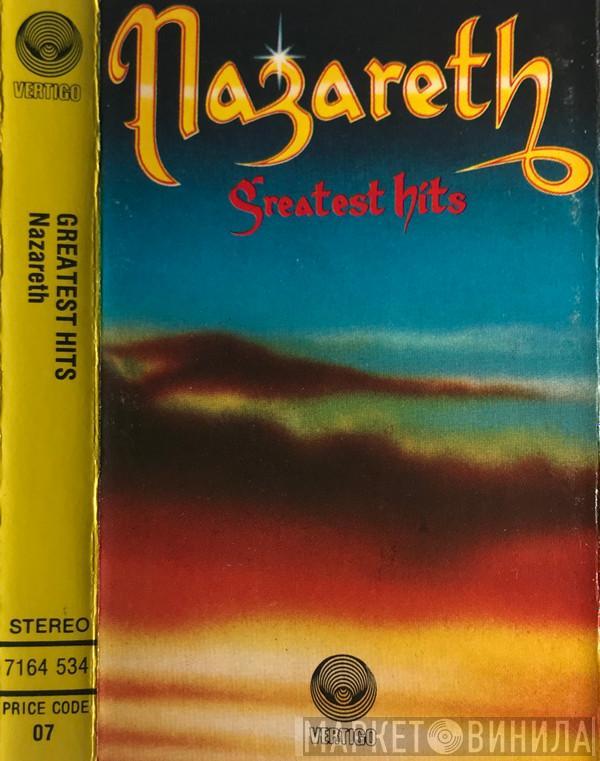 VERTIGO
GREATEST HITS
Nazareth
STEREO
7164 534
PRICE CODE
07
Nazareth
Greatest hits
VERTIGO
МАРКЕТ ВИНИЛА